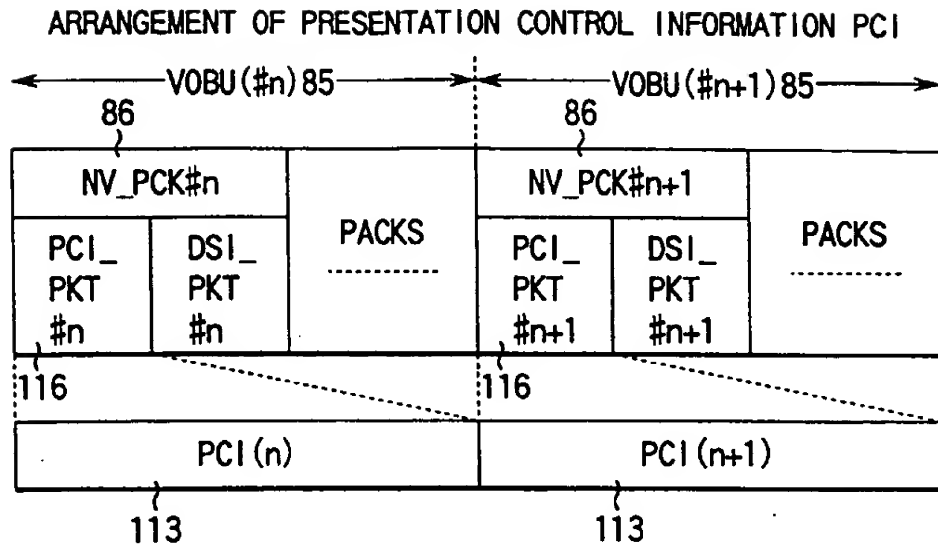 ARRANGEMENT OF PRESENTATION CONTROL INFORMATION PCI
VOBU(#n)85 VOBU(#n+1)85
86 86
NV_PCK#n NV_PCK#n+1
PCI_ DSI_ PACKS PCI_ DSI_ PACKS
PKT PKT PKT PKT
#n #n #n+1 #n+1
116 116
PCI(n) PCI(n+1)
113 113